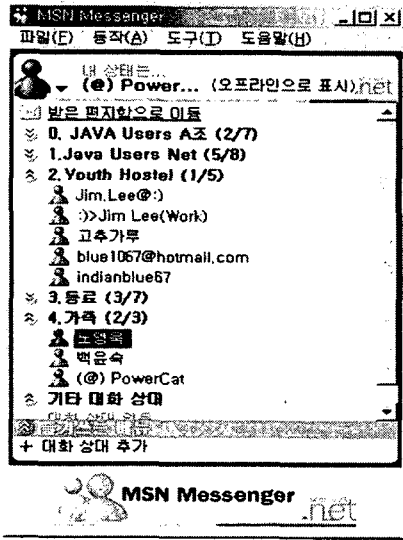 MSN Messenger
파일(F) 동작(A) 도구(T) 도움말(H)
내 상태는...
(@) Power... (오프라인으로 표시)
.net
받은 편지함으로 이동
0. JAVA Users A조 (2/7)
1.Java Users Net (5/8)
2.Youth Hostel (1/5)
Jim.Lee@:)
:)>Jim Lee(Work)
고추가루
blue1067@hotmail.com
indianblue67
3.동료 (3/7)
4.가족 (2/3)
백윤숙
(@) PowerCat
기타 대화 상대
+ 대화 상대 추가
MSN Messenger
.net